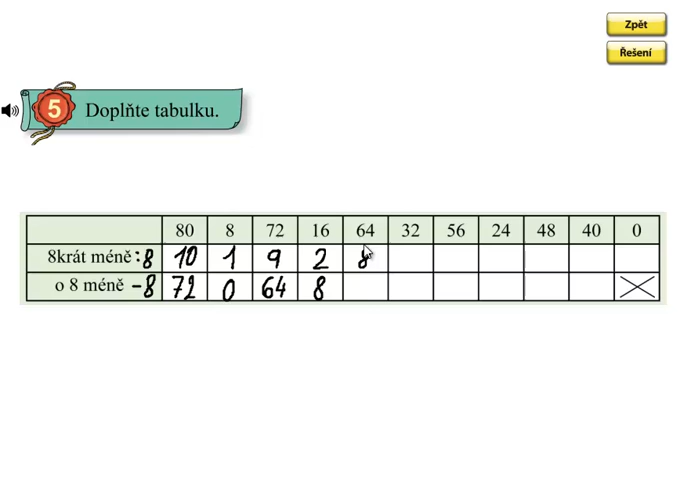 Zpět
Řešení
5 Doplňte tabulku.
80 8 72 16 64 32 56 24 48 40 0
8krát méně :8 10 1 9 2 8
o 8 méně -8 72 0 64 8